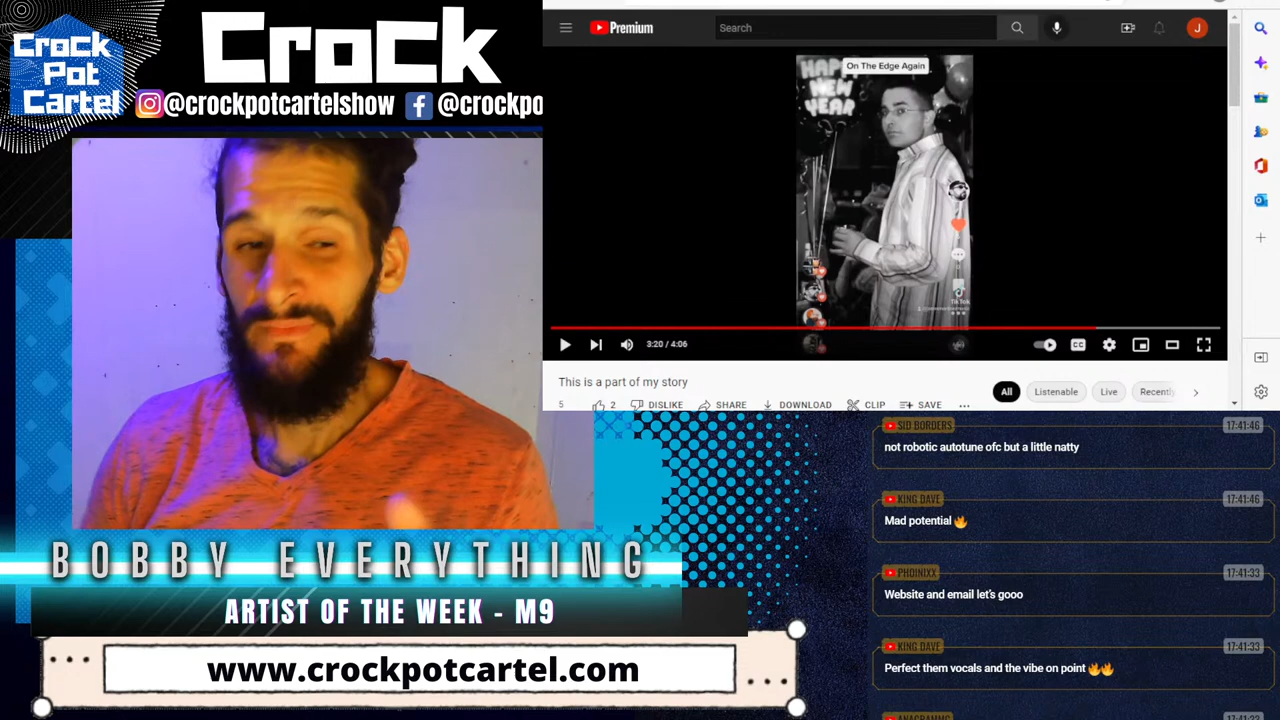 Crock
Pot
Cartel
Crock
@crockpotcartelshow @crockpo
Premium
Search
J
HAPPY
NEW
YEAR
On The Edge Again
TikTok
3:20 / 4:06
CC
This is a part of my story
5 2 DISLIKE SHARE DOWNLOAD CLIP SAVE ...
All Listenable Live Recently
SID BORDERS 17:41:46
not robotic autotune ofc but a little natty
KING DAVE 17:41:46
Mad potential 🔥
PHOINIXX 17:41:33
Website and email let's gooo
KING DAVE 17:41:33
Perfect them vocals and the vibe on point 🔥🔥
BOBBY EVERYTHING
ARTIST OF THE WEEK - M9
www.crockpotcartel.com